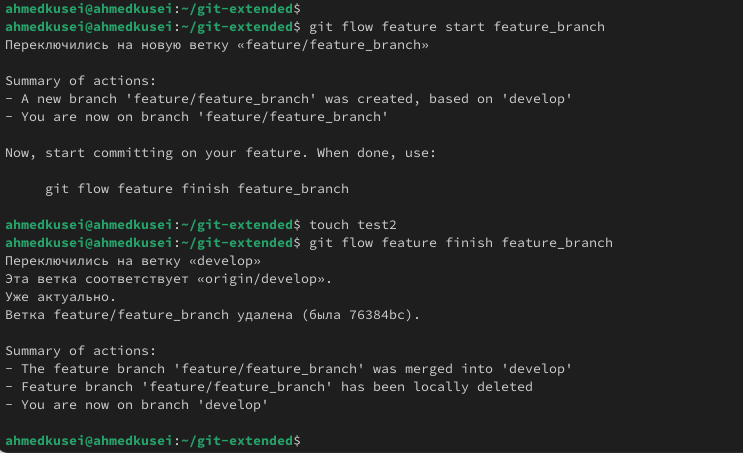 ahmedkusei@ahmedkusei:~/git-extended$
ahmedkusei@ahmedkusei:~/git-extended$ git flow feature start feature_branch
Переключились на новую ветку «feature/feature_branch»
Summary of actions:
- A new branch 'feature/feature_branch' was created, based on 'develop'
- You are now on branch 'feature/feature_branch'
Now, start committing on your feature. When done, use:
git flow feature finish feature_branch
ahmedkusei@ahmedkusei:~/git-extended$ touch test2
ahmedkusei@ahmedkusei:~/git-extended$ git flow feature finish feature_branch
Переключились на ветку «develop»
Эта ветка соответствует «origin/develop».
Уже актуально.
Ветка feature/feature_branch удалена (была 76384bc).
Summary of actions:
- The feature branch 'feature/feature_branch' was merged into 'develop'
- Feature branch 'feature/feature_branch' has been locally deleted
- You are now on branch 'develop'
ahmedkusei@ahmedkusei:~/git-extended$